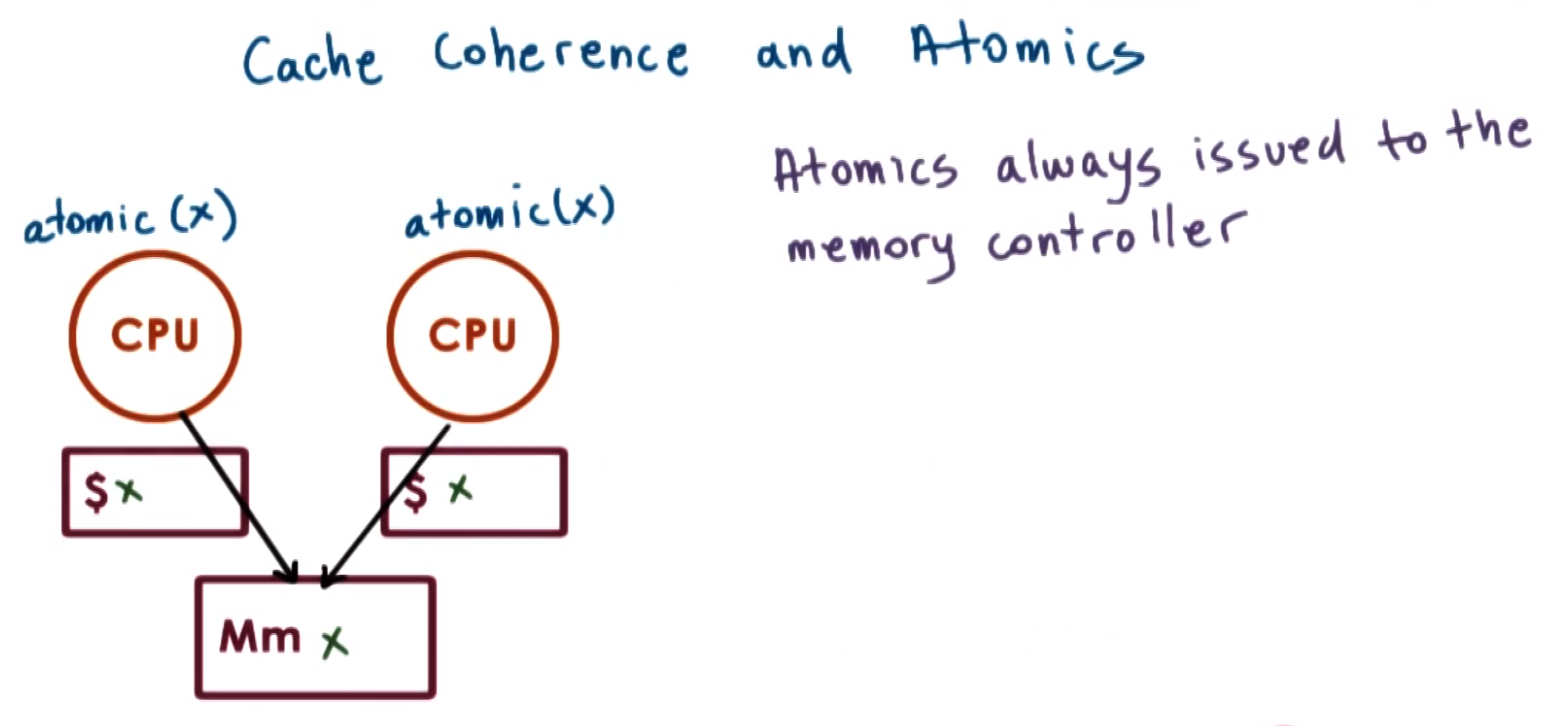 Cache Coherence and Atomics
Atomics always issued to the
memory controller
atomic (x)
atomic(x)
CPU
CPU
$ x
$ x
Mm x